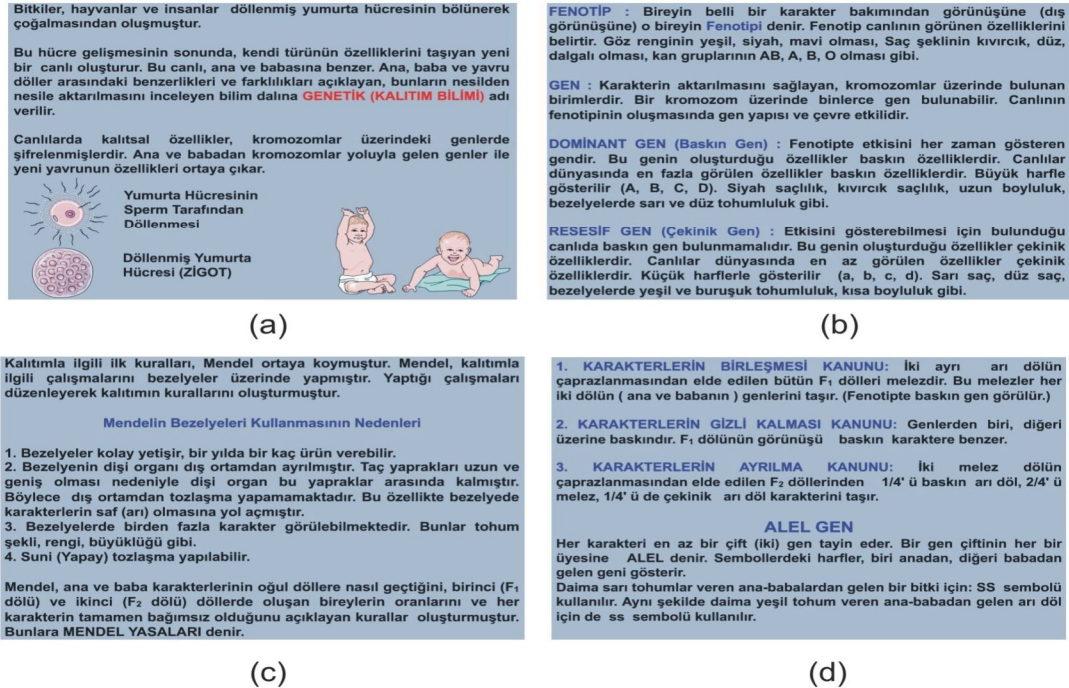 Bitkiler, hayvanlar ve insanlar döllenmiş yumurta hücresinin bölünerek
çoğalmasından oluşmuştur.
Bu hücre gelişmesinin sonunda, kendi türünün özelliklerini taşıyan yeni
bir canlı oluşturur. Bu canlı, ana ve babasına benzer. Ana, baba ve yavru
döller arasındaki benzerlikleri ve farklılıkları açıklayan, bunların nesilden
nesile aktarılmasını inceleyen bilim dalına GENETİK (KALITIM BİLİMİ) adı
verilir.
Canlılarda kalıtsal özellikler, kromozomlar üzerindeki genlerde
şifrelenmişlerdir. Ana ve babadan kromozomlar yoluyla gelen genler ile
yeni yavrunun özellikleri ortaya çıkar.
Yumurta Hücresinin
Sperm Tarafından
Döllenmesi
Döllenmiş Yumurta
Hücresi (ZİGOT)
(a)
FENOTİP : Bireyin belli bir karakter bakımından görünüşüne (dış
görünüşüne) o bireyin Fenotipi denir. Fenotip canlının görünen özelliklerini
belirtir. Göz renginin yeşil, siyah, mavi olması, Saç şeklinin kıvırcık, düz,
dalgalı olması, kan gruplarının AB, A, B, O olması gibi.
GEN : Karakterin aktarılmasını sağlayan, kromozomlar üzerinde bulunan
birimlerdir. Bir kromozom üzerinde binlerce gen bulunabilir. Canlının
fenotipinin oluşmasında gen yapısı ve çevre etkilidir.
DOMİNANT GEN (Baskın Gen) : Fenotipte etkisini her zaman gösteren
gendir. Bu genin oluşturduğu özellikler baskın özelliklerdir. Canlılar
dünyasında en fazla görülen özellikler baskın özelliklerdir. Büyük harfle
gösterilir (A, B, C, D). Siyah saçlılık, kıvırcık saçlılık, uzun boyluluk,
bezelyelerde sarı ve düz tohumluluk gibi.
RESESİF GEN (Çekinik Gen) : Etkisini gösterebilmesi için bulunduğu
canlıda baskın gen bulunmamalıdır. Bu genin oluşturduğu özellikler çekinik
özelliklerdir. Canlılar dünyasında en az görülen özellikler çekinik
özelliklerdir. Küçük harflerle gösterilir (a, b, c, d). Sarı saç, düz saç,
bezelyelerde yeşil ve buruşuk tohumluluk, kısa boyluluk gibi.
(b)
Kalıtımla ilgili ilk kuralları, Mendel ortaya koymuştur. Mendel, kalıtımla
ilgili çalışmalarını bezelyeler üzerinde yapmıştır. Yaptığı çalışmaları
düzenleyerek kalıtımın kurallarını oluşturmuştur.
Mendelin Bezelyeleri Kullanmasının Nedenleri
1. Bezelyeler kolay yetişir, bir yılda bir kaç ürün verebilir.
2. Bezelyenin dişi organı dış ortamdan ayrılmıştır. Taç yaprakları uzun ve
geniş olması nedeniyle dişi organ bu yapraklar arasında kalmıştır.
Böylece dış ortamdan tozlaşma yapamamaktadır. Bu özellikte bezelyede
karakterlerin saf (arı) olmasına yol açmıştır.
3. Bezelyelerde birden fazla karakter görülebilmektedir. Bunlar tohum
şekli, rengi, büyüklüğü gibi.
4. Suni (Yapay) tozlaşma yapılabilir.
Mendel, ana ve baba karakterlerinin oğul döllere nasıl geçtiğini, birinci (F₁
dölü) ve ikinci (F₂ dölü) döllerde oluşan bireylerin oranlarını ve her
karakterin tamamen bağımsız olduğunu açıklayan kurallar oluşturmuştur.
Bunlara MENDEL YASALARI denir.
(c)
1. KARAKTERLERİN BİRLEŞMESİ KANUNU: İki ayrı arı dölün
çaprazlanmasından elde edilen bütün F₁ dölleri melezdir. Bu melezler her
iki dölün ( ana ve babanın ) genlerini taşır. (Fenotipte baskın gen görülür.)
2. KARAKTERLERİN GİZLİ KALMASI KANUNU: Genlerden biri, diğeri
üzerine baskındır. F₁ dölünün görünüşü baskın karaktere benzer.
3. KARAKTERLERİN AYRILMA KANUNU: İki melez dölün
çaprazlanmasından elde edilen F₂ döllerinden 1/4' ü baskın arı döl, 2/4' ü
melez, 1/4' ü de çekinik arı döl karakterini taşır.
ALEL GEN
Her karakteri en az bir çift (iki) gen tayin eder. Bir gen çiftinin her bir
üyesine ALEL denir. Sembollerdeki harfler, biri anadan, diğeri babadan
gelen geni gösterir.
Daima sarı tohumlar veren ana-babalardan gelen bir bitki için: SS sembolü
kullanılır. Aynı şekilde daima yeşil tohum veren ana-babadan gelen arı döl
için de ss sembolü kullanılır.
(d)